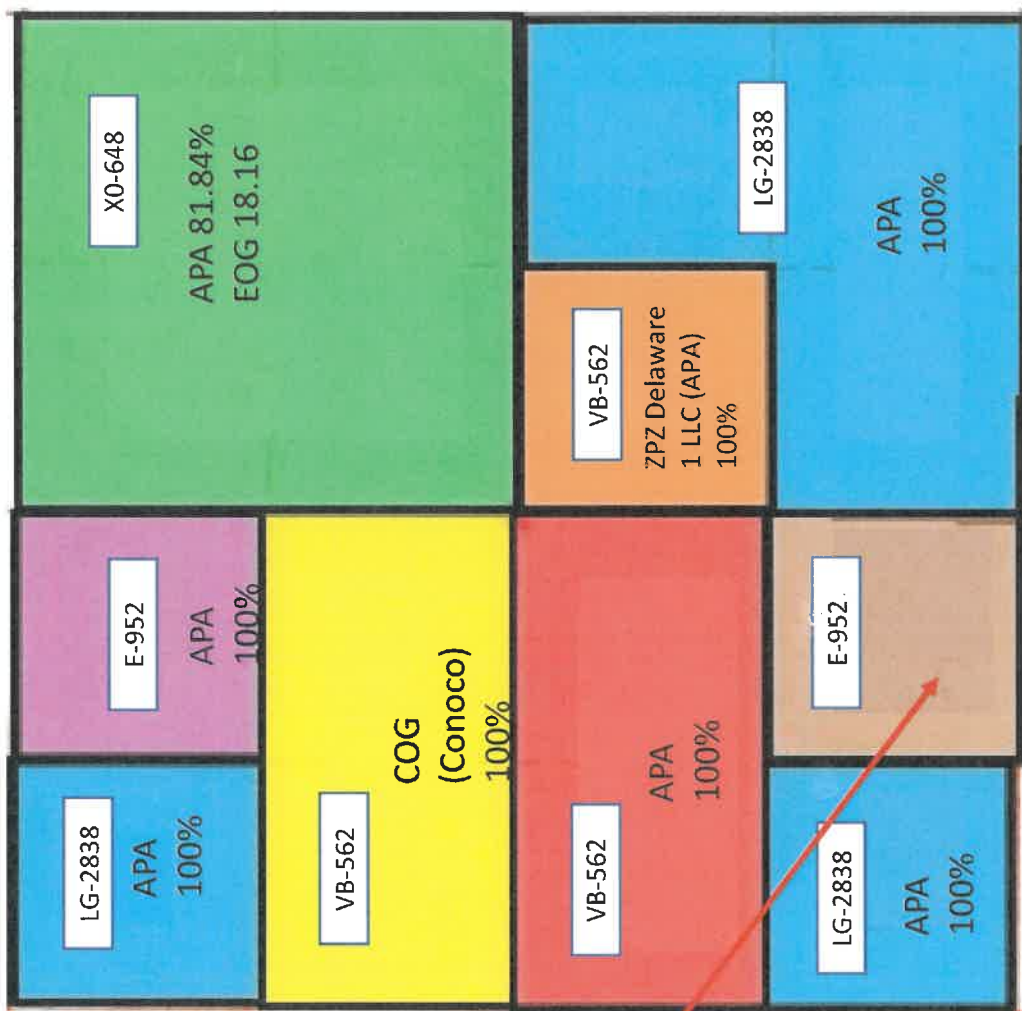 LG-2838
APA
100%
E-952
APA
100%
X0-648
APA 81.84%
EOG 18.16
VB-562
COG
(Conoco)
100%
VB-562
APA
100%
VB-562
ZPZ Delaware
1 LLC (APA)
100%
LG-2838
APA
100%
LG-2838
APA
100%
E-952